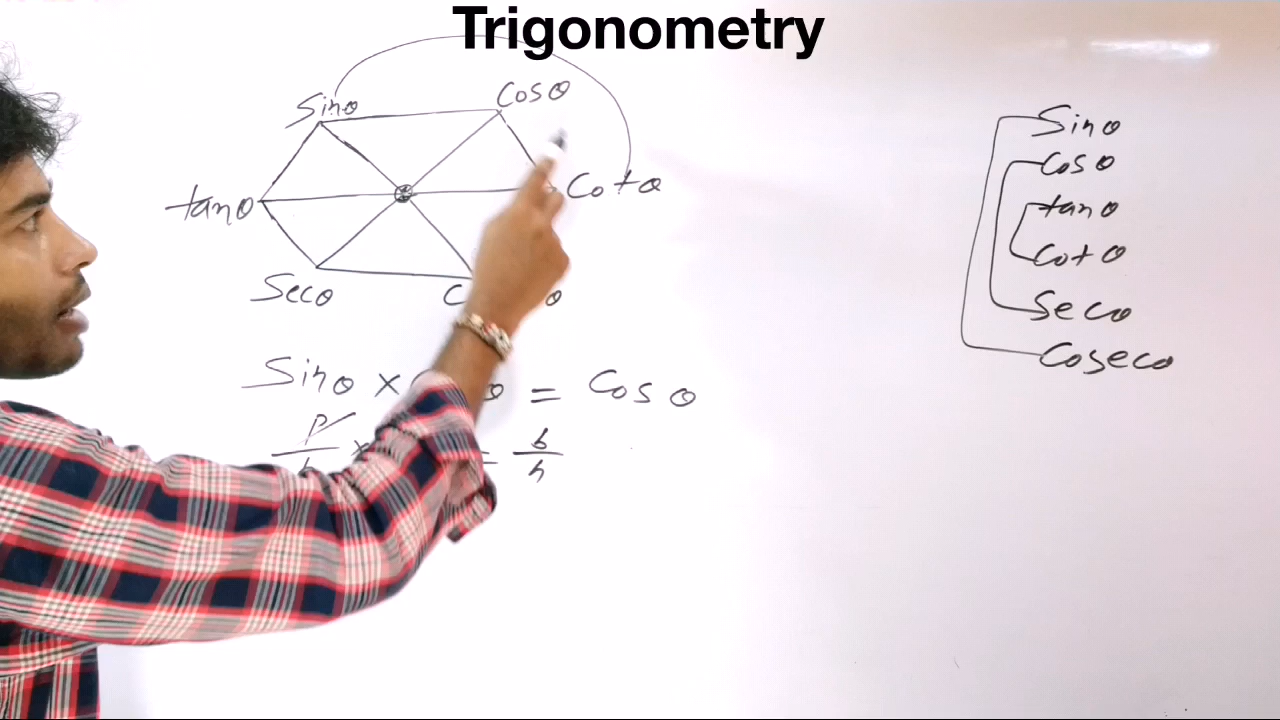 Trigonometry
Sinθ
Cosθ
tanθ
Cotθ
Secθ
C θ
Sinθ × θ = Cosθ
p/ × = b/h
Sinθ
Cosθ
tanθ
Cotθ
Secθ
Cosecθ